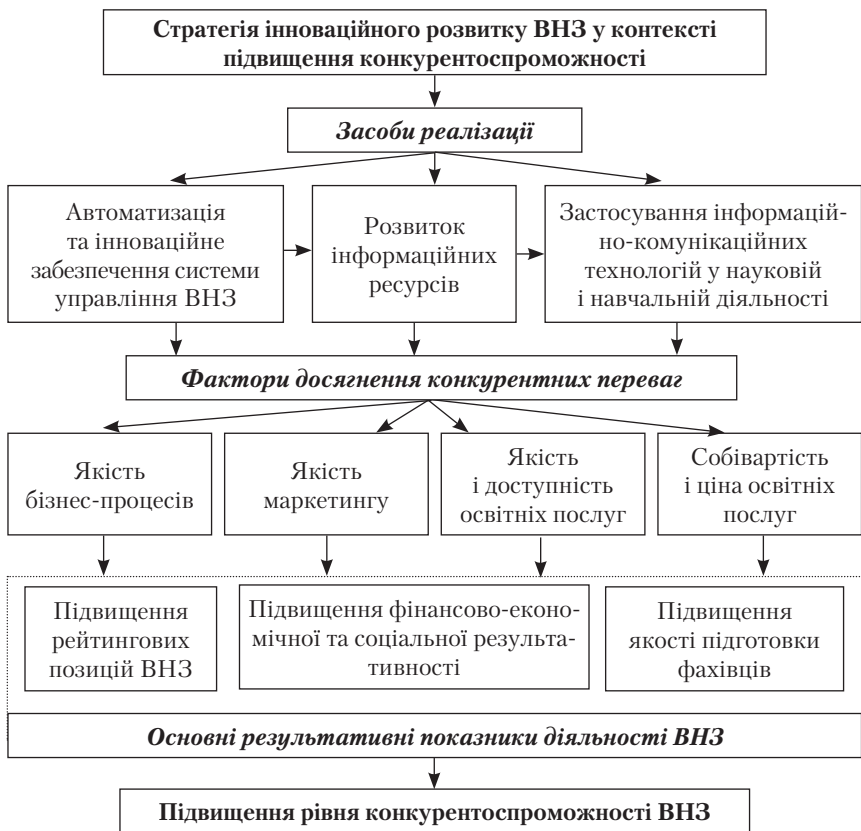 Стратегія інноваційного розвитку ВНЗ у контексті
підвищення конкурентоспроможності
Засоби реалізації
Автоматизація
та інноваційне
забезпечення системи
управління ВНЗ
Розвиток
інформаційних
ресурсів
Застосування інформацій-
но-комунікаційних
технологій у науковій
і навчальній діяльності
Фактори досягнення конкурентних переваг
Якість
бізнес-процесів
Якість
маркетингу
Якість
і доступність
освітніх послуг
Собівартість
і ціна освітніх
послуг
Підвищення
рейтингових
позицій ВНЗ
Підвищення фінансово-еконо-
мічної та соціальної результа-
тивності
Підвищення
якості підготовки
фахівців
Основні результативні показники діяльності ВНЗ
Підвищення рівня конкурентоспроможності ВНЗ